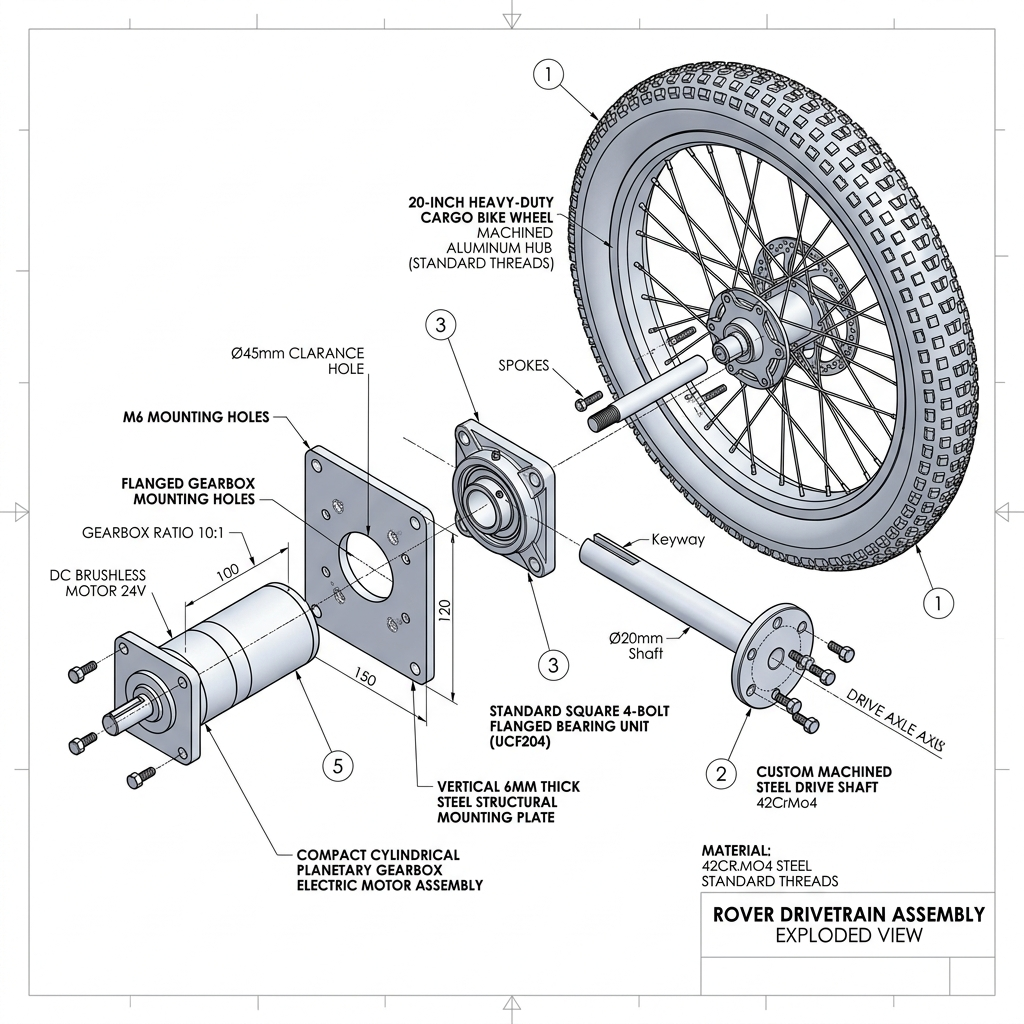 1
20-INCH HEAVY-DUTY
CARGO BIKE WHEEL
MACHINED
ALUMINUM HUB
(STANDARD THREADS)
3
Ø45mm CLARANCE
HOLE
SPOKES
M6 MOUNTING HOLES
FLANGED GEARBOX
MOUNTING HOLES
GEARBOX RATIO 10:1
100
DC BRUSHLESS
MOTOR 24V
Keyway
120
1
Ø20mm
Shaft
3
150
DRIVE AXLE AXIS
STANDARD SQUARE 4-BOLT
FLANGED BEARING UNIT
(UCF204)
5
2
CUSTOM MACHINED
STEEL DRIVE SHAFT
42CrMo4
VERTICAL 6MM THICK
STEEL STRUCTURAL
MOUNTING PLATE
COMPACT CYLINDRICAL
PLANETARY GEARBOX
ELECTRIC MOTOR ASSEMBLY
MATERIAL:
42CR.MO4 STEEL
STANDARD THREADS
ROVER DRIVETRAIN ASSEMBLY
EXPLODED VIEW